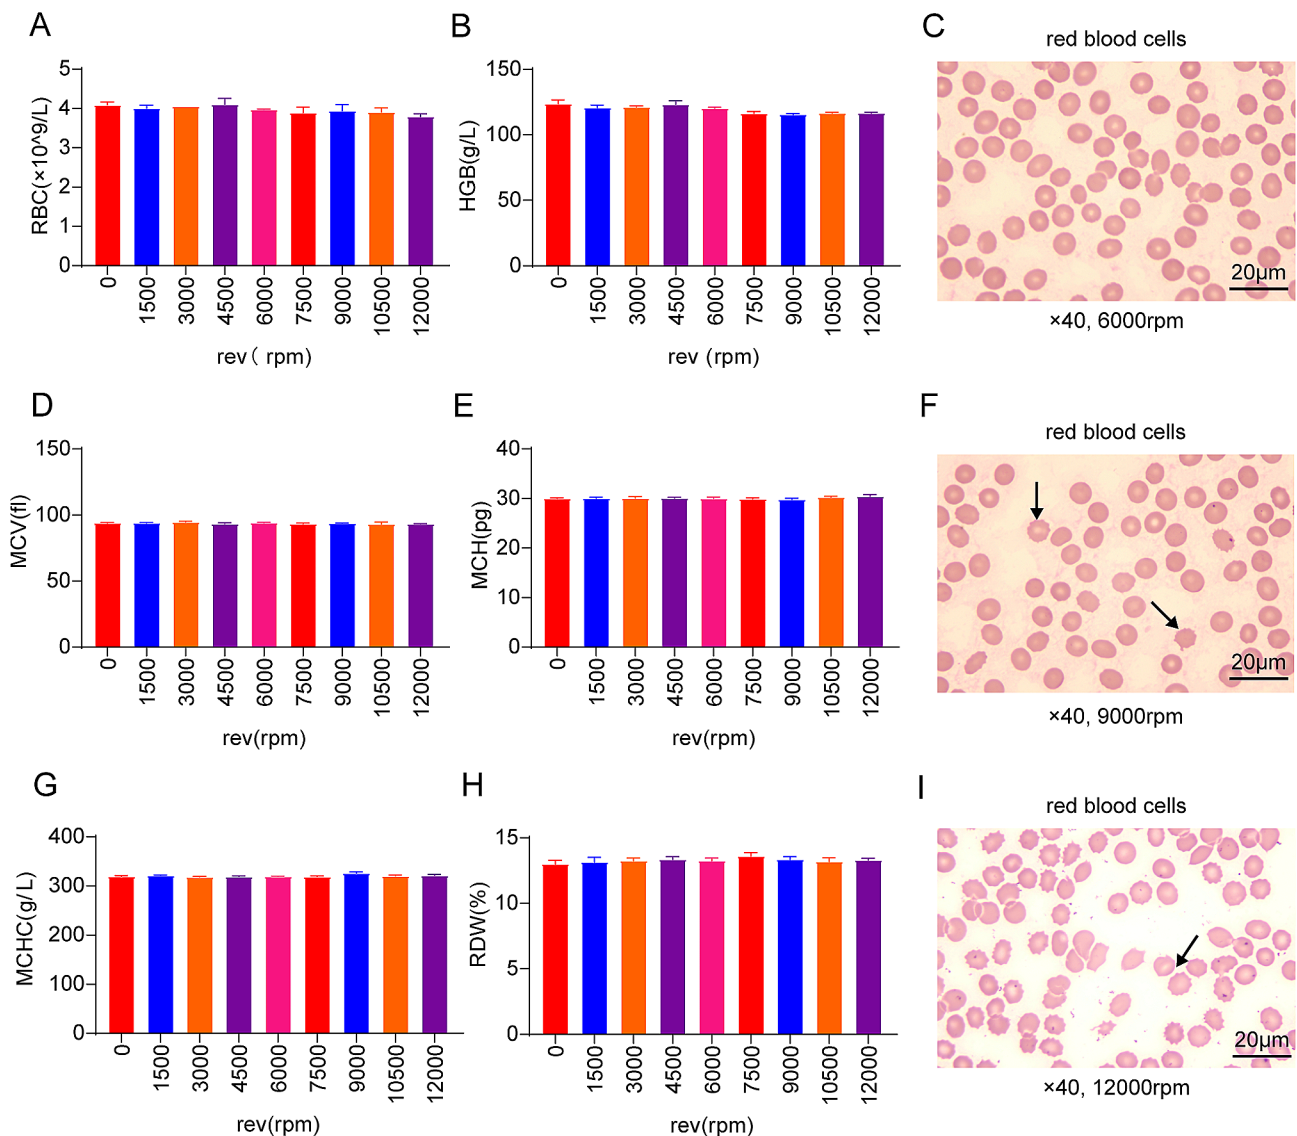 A
RBC(×10^9/L)
5
4
3
2
1
0
0
1500
3000
4500
6000
7500
9000
10500
12000
rev( rpm)
B
HGB(g/L)
150
100
50
0
0
1500
3000
4500
6000
7500
9000
10500
12000
rev (rpm)
C
red blood cells
20μm
×40, 6000rpm
D
MCV(fl)
150
100
50
0
0
1500
3000
4500
6000
7500
9000
10500
12000
rev(rpm)
E
MCH(pg)
40
30
20
10
0
0
1500
3000
4500
6000
7500
9000
10500
12000
rev(rpm)
F
red blood cells
20μm
×40, 9000rpm
G
MCHC(g/L)
400
300
200
100
0
0
1500
3000
4500
6000
7500
9000
10500
12000
rev(rpm)
H
RDW(%)
15
10
5
0
0
1500
3000
4500
6000
7500
9000
10500
12000
rev(rpm)
I
red blood cells
20μm
×40, 12000rpm